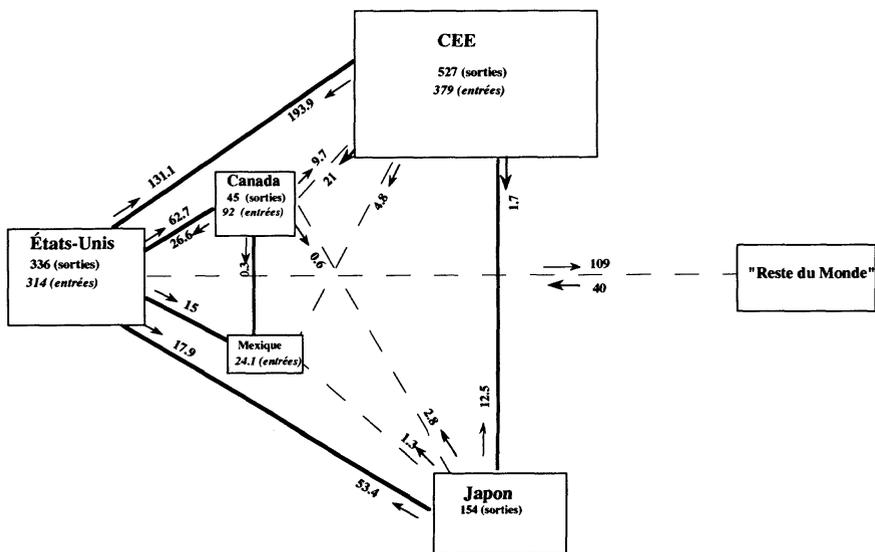 CEE
527 (sorties)
379 (entrées)
193.9
131.1
9.7
21
4.8
1.7
Canada
45 (sorties)
92 (entrées)
62.7
26.6
0.3
0.6
États-Unis
336 (sorties)
314 (entrées)
109
40
"Reste du Monde"
15
Mexique
24.1 (entrées)
17.9
12.5
2.8
1.3
53.4
Japon
154 (sorties)